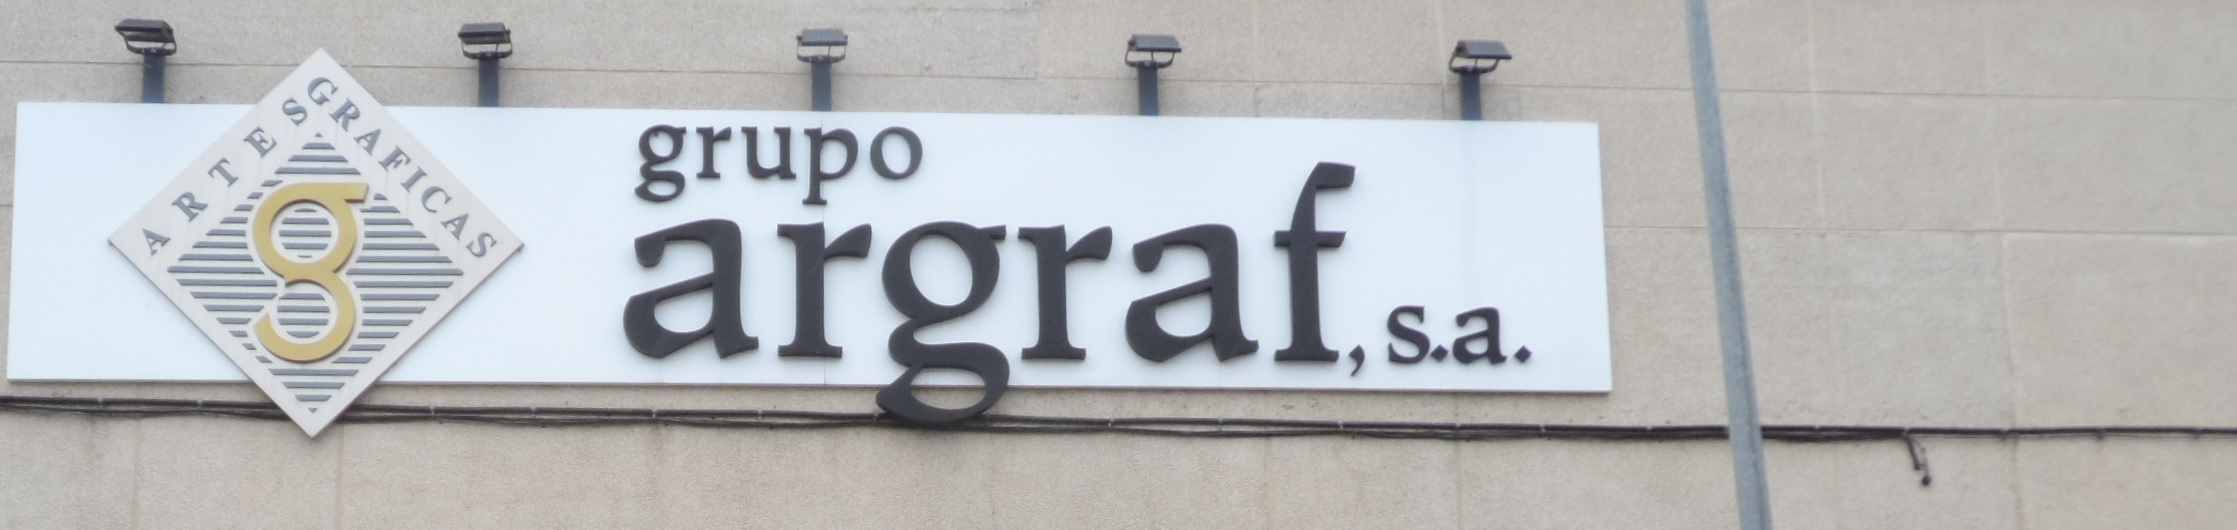 ARTES GRAFICAS
g
grupo
argraf, s.a.